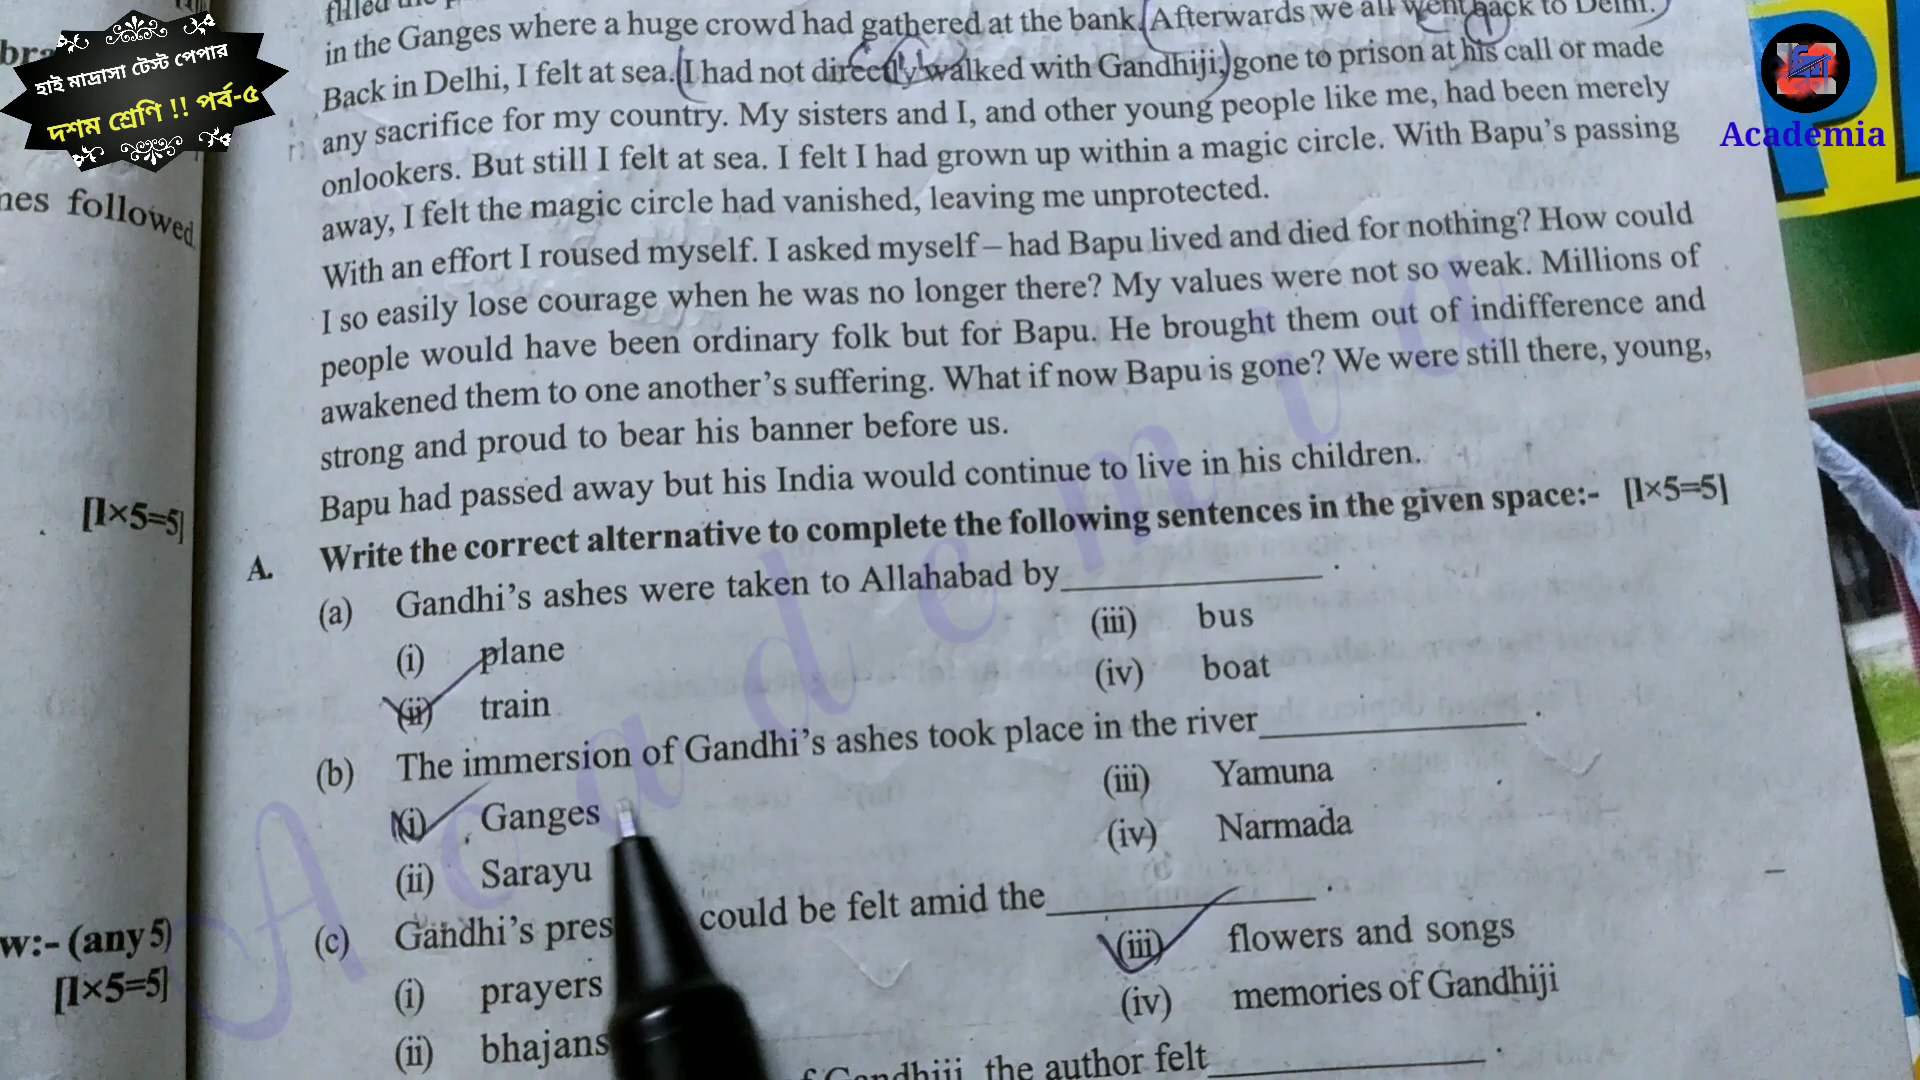 হাই মাদ্রাসা টেস্ট পেপার
দশম শ্রেণি !! পর্ব-৫
Academia
nes followed
[1×5=5]
w:- (any 5)
[1×5=5]
in the Ganges where a huge crowd had gathered at the bank. Afterwards we all went back to Delhi.
Back in Delhi, I felt at sea. I had not directly walked with Gandhiji, gone to prison at his call or made
any sacrifice for my country. My sisters and I, and other young people like me, had been merely
onlookers. But still I felt at sea. I felt I had grown up within a magic circle. With Bapu's passing
away, I felt the magic circle had vanished, leaving me unprotected.
With an effort I roused myself. I asked myself – had Bapu lived and died for nothing? How could
I so easily lose courage when he was no longer there? My values were not so weak. Millions of
people would have been ordinary folk but for Bapu. He brought them out of indifference and
awakened them to one another's suffering. What if now Bapu is gone? We were still there, young,
strong and proud to bear his banner before us.
Bapu had passed away but his India would continue to live in his children.
A. Write the correct alternative to complete the following sentences in the given space:- [1×5=5]
(a) Gandhi's ashes were taken to Allahabad by__________ .
(i) plane (iii) bus
(ii) train (iv) boat
(b) The immersion of Gandhi's ashes took place in the river__________ .
(i) Ganges (iii) Yamuna
(ii) Sarayu (iv) Narmada
(c) Gandhi's pres could be felt amid the__________ .
(i) prayers (iii) flowers and songs
(ii) bhajans (iv) memories of Gandhiji
Gandhiji, the author felt__________ .
Academia